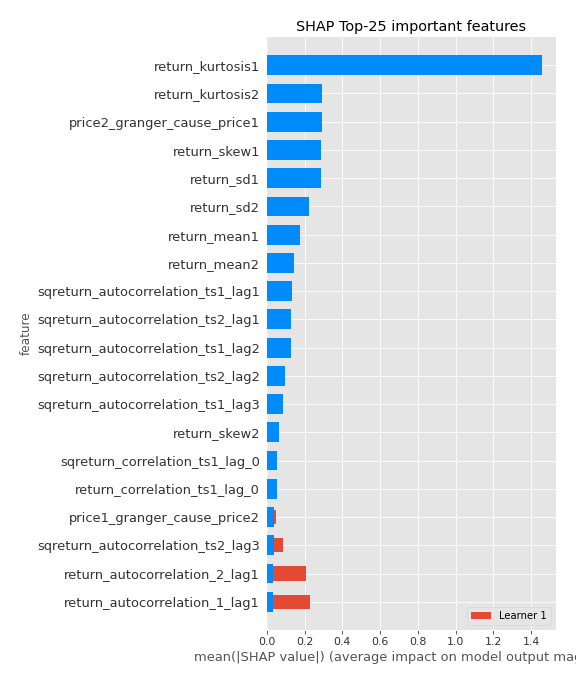 SHAP Top-25 important features
return_kurtosis1
return_kurtosis2
price2_granger_cause_price1
return_skew1
return_sd1
return_sd2
return_mean1
return_mean2
sqreturn_autocorrelation_ts1_lag1
sqreturn_autocorrelation_ts2_lag1
sqreturn_autocorrelation_ts1_lag2
sqreturn_autocorrelation_ts2_lag2
sqreturn_autocorrelation_ts1_lag3
return_skew2
sqreturn_correlation_ts1_lag_0
return_correlation_ts1_lag_0
price1_granger_cause_price2
sqreturn_autocorrelation_ts2_lag3
return_autocorrelation_2_lag1
return_autocorrelation_1_lag1
feature
Learner 1
0.0 0.2 0.4 0.6 0.8 1.0 1.2 1.4
mean(|SHAP value|) (average impact on model output mag